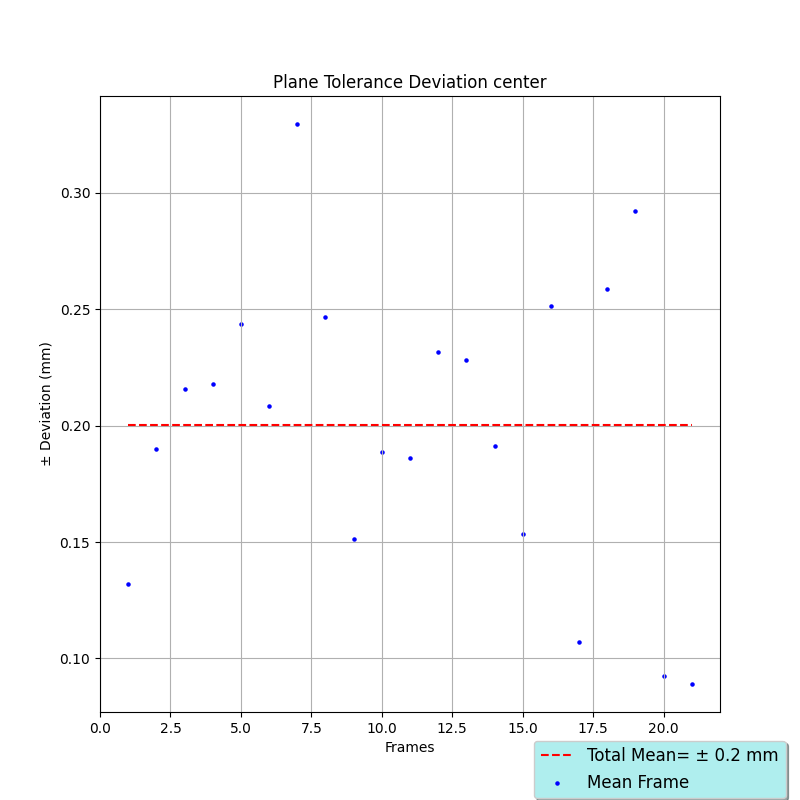 Plane Tolerance Deviation center
0.30
0.25
0.20
0.15
0.10
± Deviation (mm)
0.0 2.5 5.0 7.5 10.0 12.5 15.0 17.5 20.0
Frames
Total Mean= ± 0.2 mm
Mean Frame